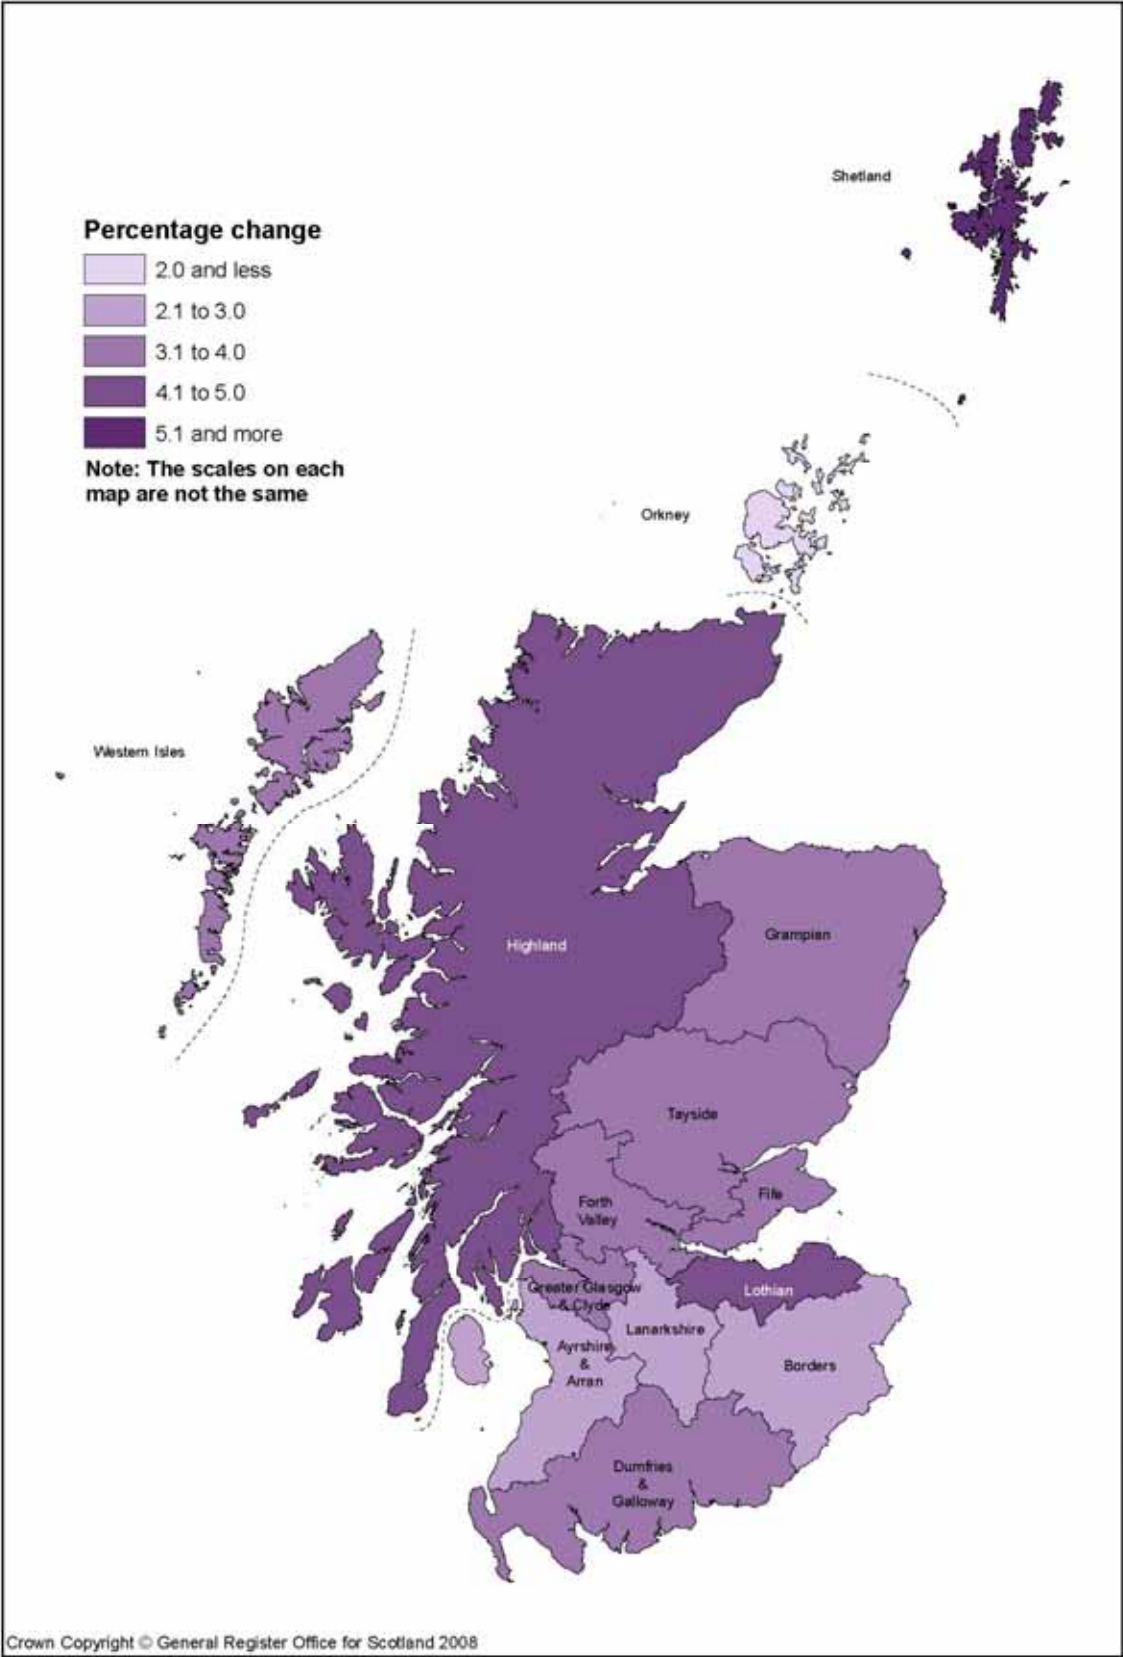 Shetland
Percentage change
2.0 and less
2.1 to 3.0
3.1 to 4.0
4.1 to 5.0
5.1 and more
Note: The scales on each
map are not the same
Orkney
Western Isles
Grampian
Highland
Tayside
Fife
Forth
Valley
Greater Glasgow
& Clyde
Lothian
Lanarkshire
Ayrshire
&
Arran
Borders
Dumfries
&
Galloway
Crown Copyright © General Register Office for Scotland 2008